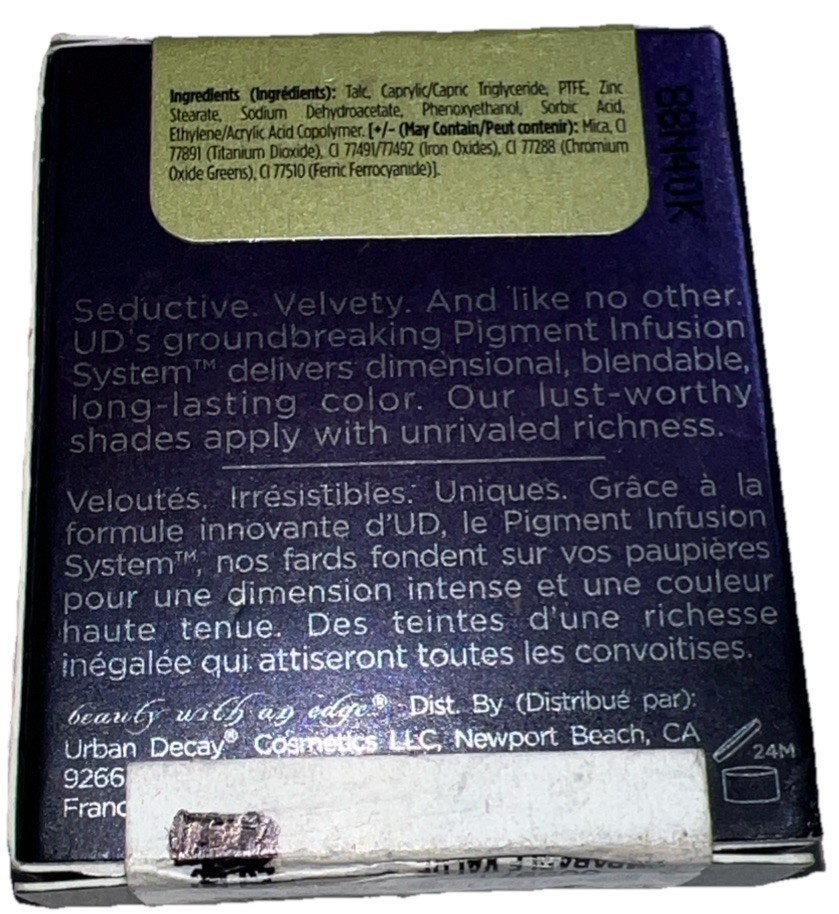 Ingredients (Ingrédients): Talc, Caprylic/Capric Triglyceride, PTFE, Zinc
Stearate, Sodium Dehydroacetate, Phenoxyethanol, Sorbic Acid,
Ethylene/Acrylic Acid Copolymer. [+/- (May Contain/Peut contenir): Mica, CI
77891 (Titanium Dioxide), CI 77491/77492 (Iron Oxides), CI 77288 (Chromium
Oxide Greens), CI 77510 (Ferric Ferrocyanide)].
88N40K
Seductive. Velvety. And like no other.
UD's groundbreaking Pigment Infusion
System™ delivers dimensional, blendable,
long-lasting color. Our lust-worthy
shades apply with unrivaled richness.
Veloutés. Irrésistibles. Uniques. Grâce à la
formule innovante d'UD, le Pigment Infusion
System™, nos fards fondent sur vos paupières
pour une dimension intense et une couleur
haute tenue. Des teintes d'une richesse
inégalée qui attiseront toutes les convoitises.
beauty with an edge® Dist. By (Distribué par):
Urban Decay® Cosmetics LLC, Newport Beach, CA
9266
Franc
24M